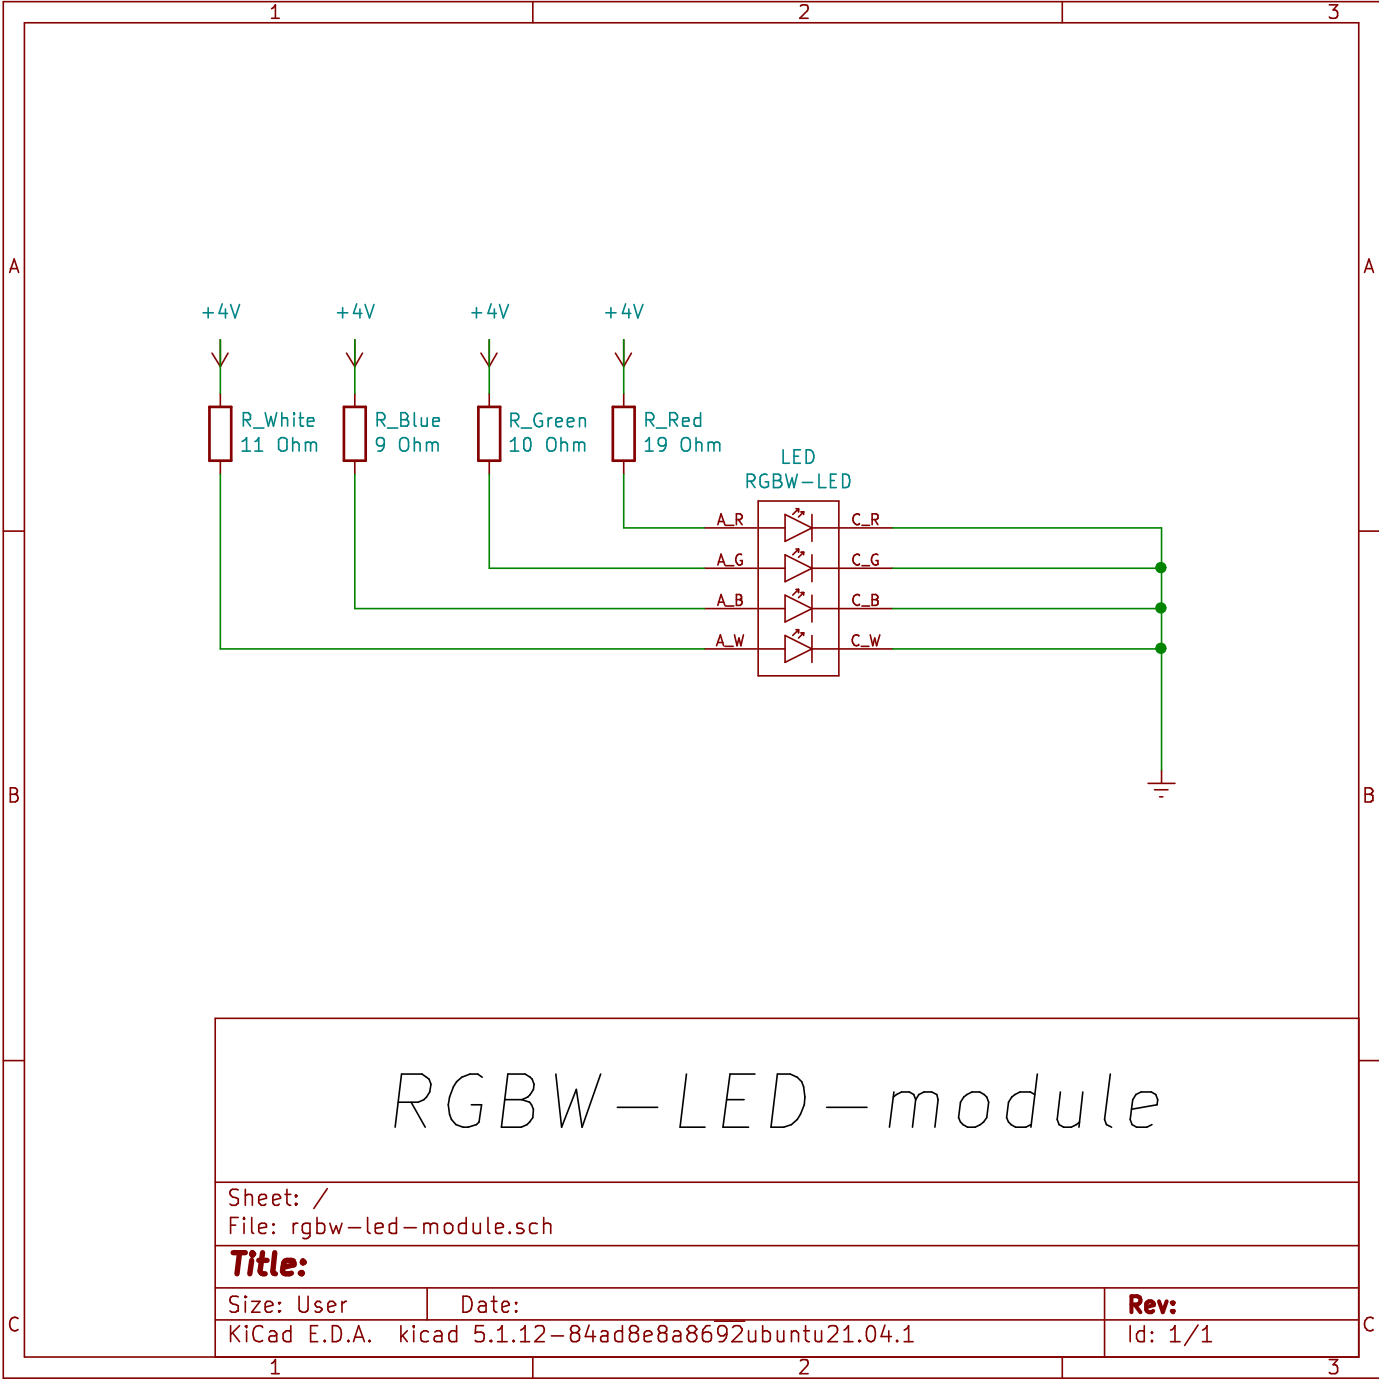 1 2 3
A A
+4V +4V +4V +4V
R_White R_Blue R_Green R_Red
11 Ohm 9 Ohm 10 Ohm 19 Ohm
LED
RGBW-LED
A_R C_R
A_G C_G
A_B C_B
A_W C_W
B B
RGBW-LED-module
Sheet: /
File: rgbw-led-module.sch
Title:
Size: User Date: Rev:
KiCad E.D.A. kicad 5.1.12-84ad8e8a8692ubuntu21.04.1 Id: 1/1
C C
1 2 3